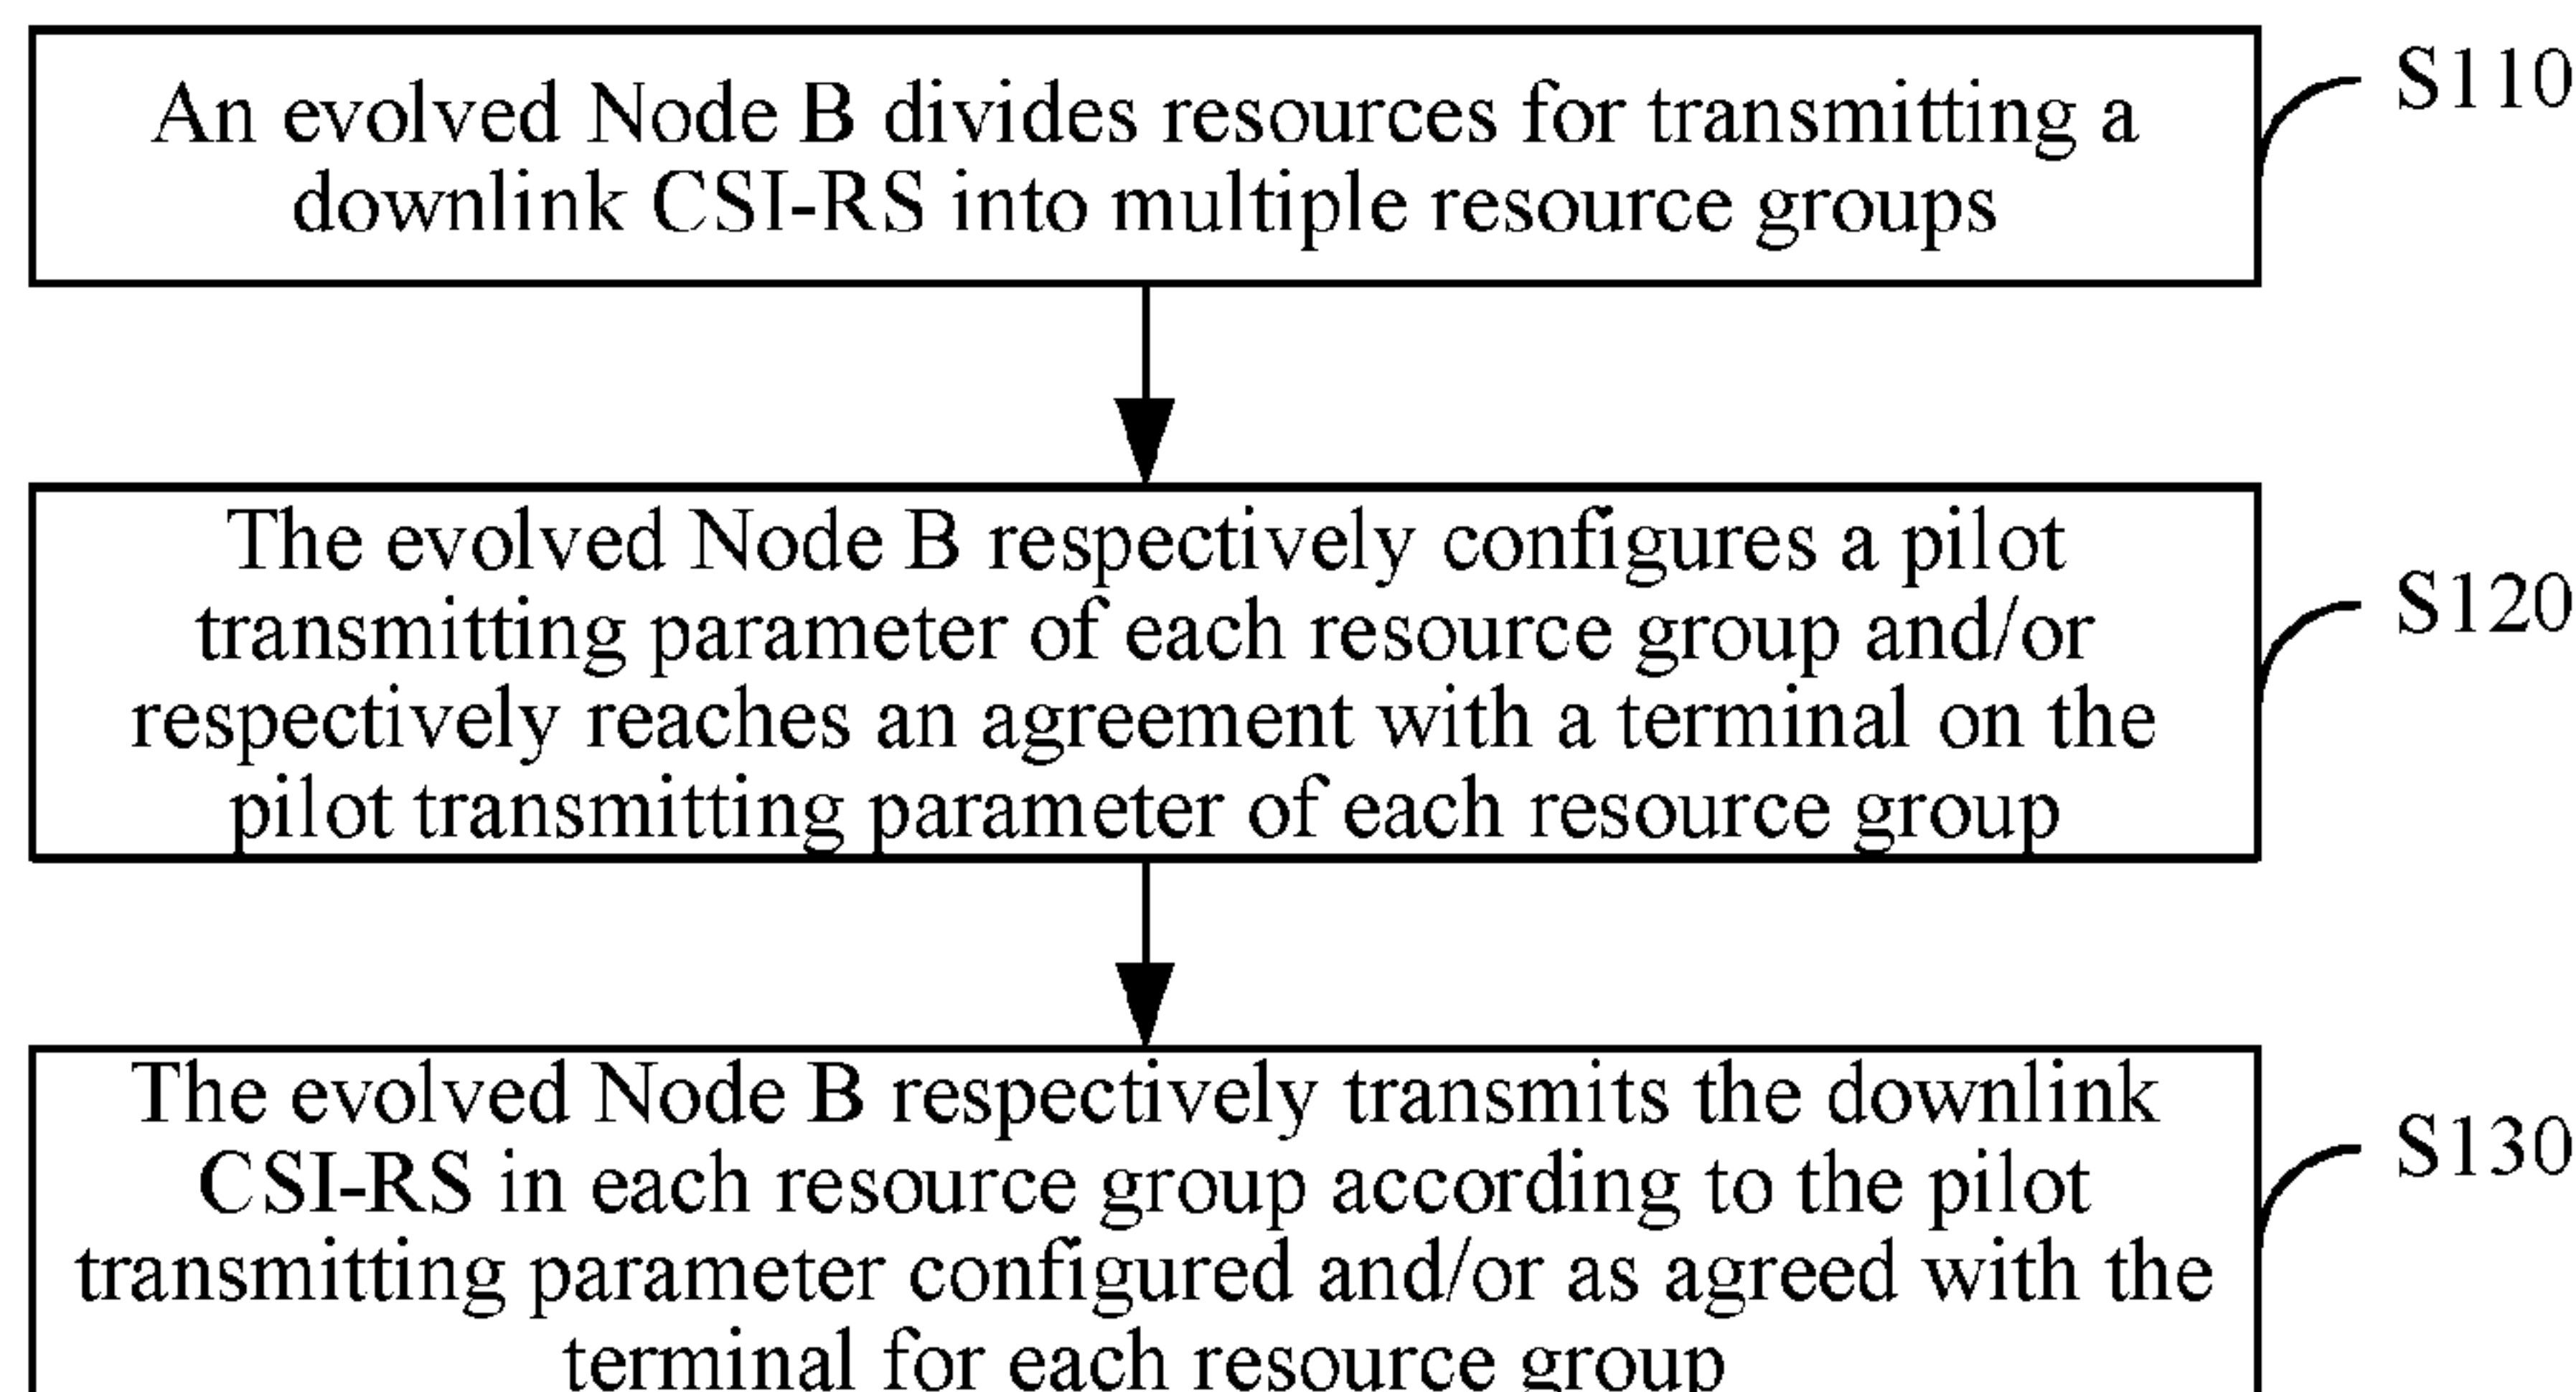 An evolved Node B divides resources for transmitting a
downlink CSI-RS into multiple resource groups
S110
The evolved Node B respectively configures a pilot
transmitting parameter of each resource group and/or
respectively reaches an agreement with a terminal on the
pilot transmitting parameter of each resource group
S120
The evolved Node B respectively transmits the downlink
CSI-RS in each resource group according to the pilot
transmitting parameter configured and/or as agreed with the
terminal for each resource group
S130